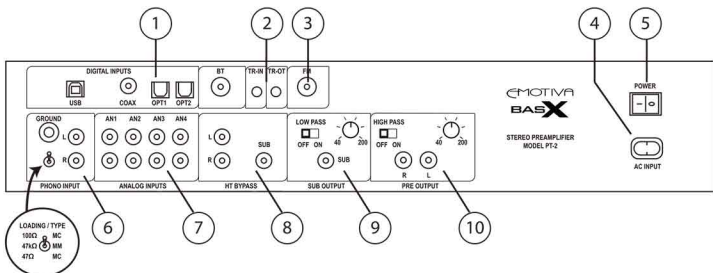 1
2
3
4
5
DIGITAL INPUTS
BT
TR-IN
TR-OT
FM
USB
COAX
OPT1
OPT2
POWER
EMOTIVA
BASX
STEREO PREAMPLIFIER
MODEL PT-2
AC INPUT
GROUND
L
R
AN1
AN2
AN3
AN4
L
R
SUB
LOW PASS
OFF ON
40
200
SUB
HIGH PASS
OFF ON
40
200
R
L
PHONO INPUT
ANALOG INPUTS
HT BYPASS
SUB OUTPUT
PRE OUTPUT
6
7
8
9
10
LOADING / TYPE
100Ω MC
47kΩ MM
47Ω MC